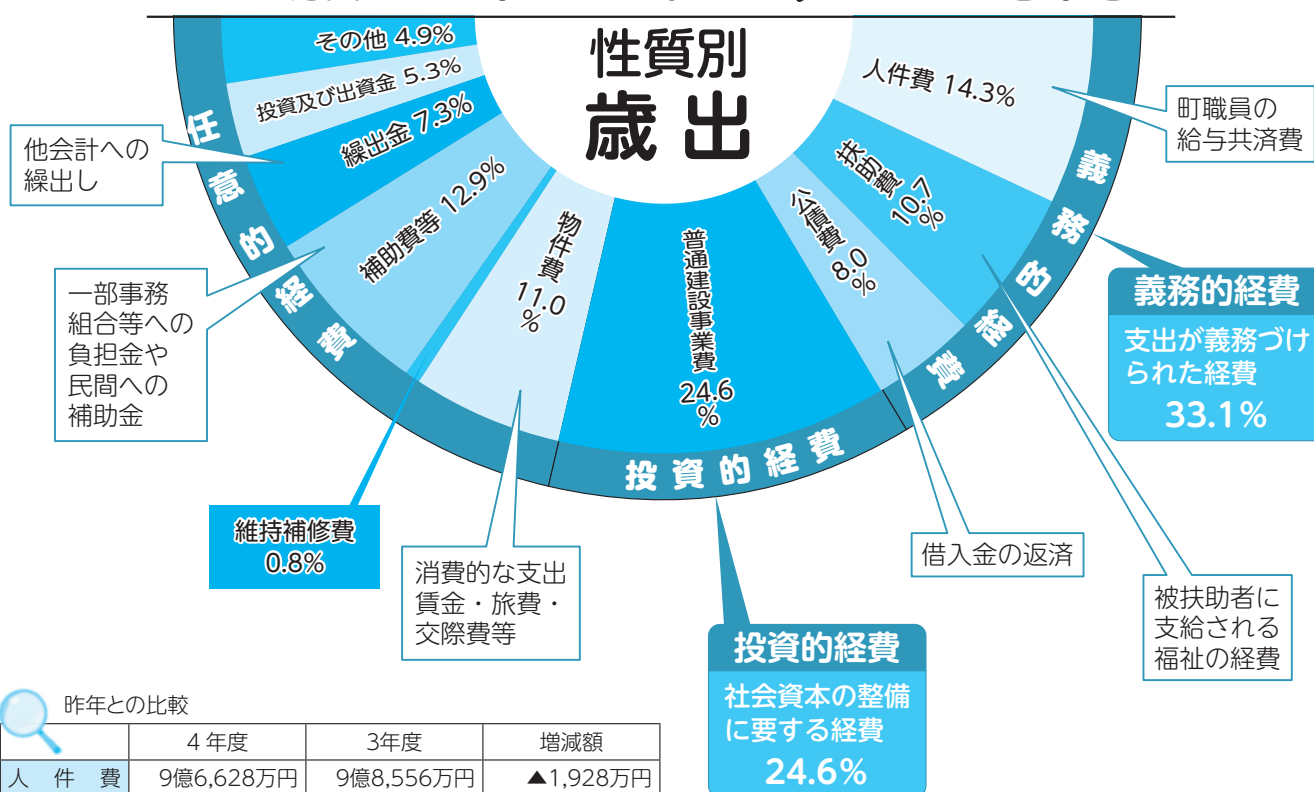 性質別
歳出
その他 4.9%
投資及び出資金 5.3%
繰出金 7.3%
補助費等 12.9%
物件費
11.0
%
普通建設事業費
24.6
%
公債費
8.0
%
扶助費
10.7
%
人件費 14.3%
任意的経費
投資的経費
義務的経費
他会計への
繰出し
一部事務
組合等への
負担金や
民間への
補助金
維持補修費
0.8%
消費的な支出
賃金・旅費・
交際費等
町職員の
給与共済費
義務的経費
支出が義務づけ
られた経費
33.1%
借入金の返済
被扶助者に
支給される
福祉の経費
投資的経費
社会資本の整備
に要する経費
24.6%
昨年との比較
4年度 3年度 増減額
人件費 9億6,628万円 9億8,556万円 ▲1,928万円